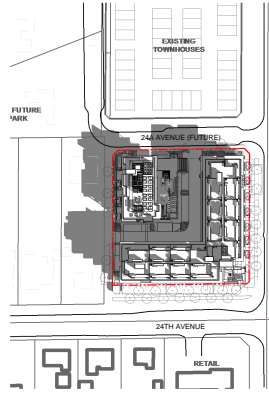 EXISTING
TOWNHOUSES
FUTURE
PARK
24A AVENUE (FUTURE)
24TH AVENUE
RETAIL